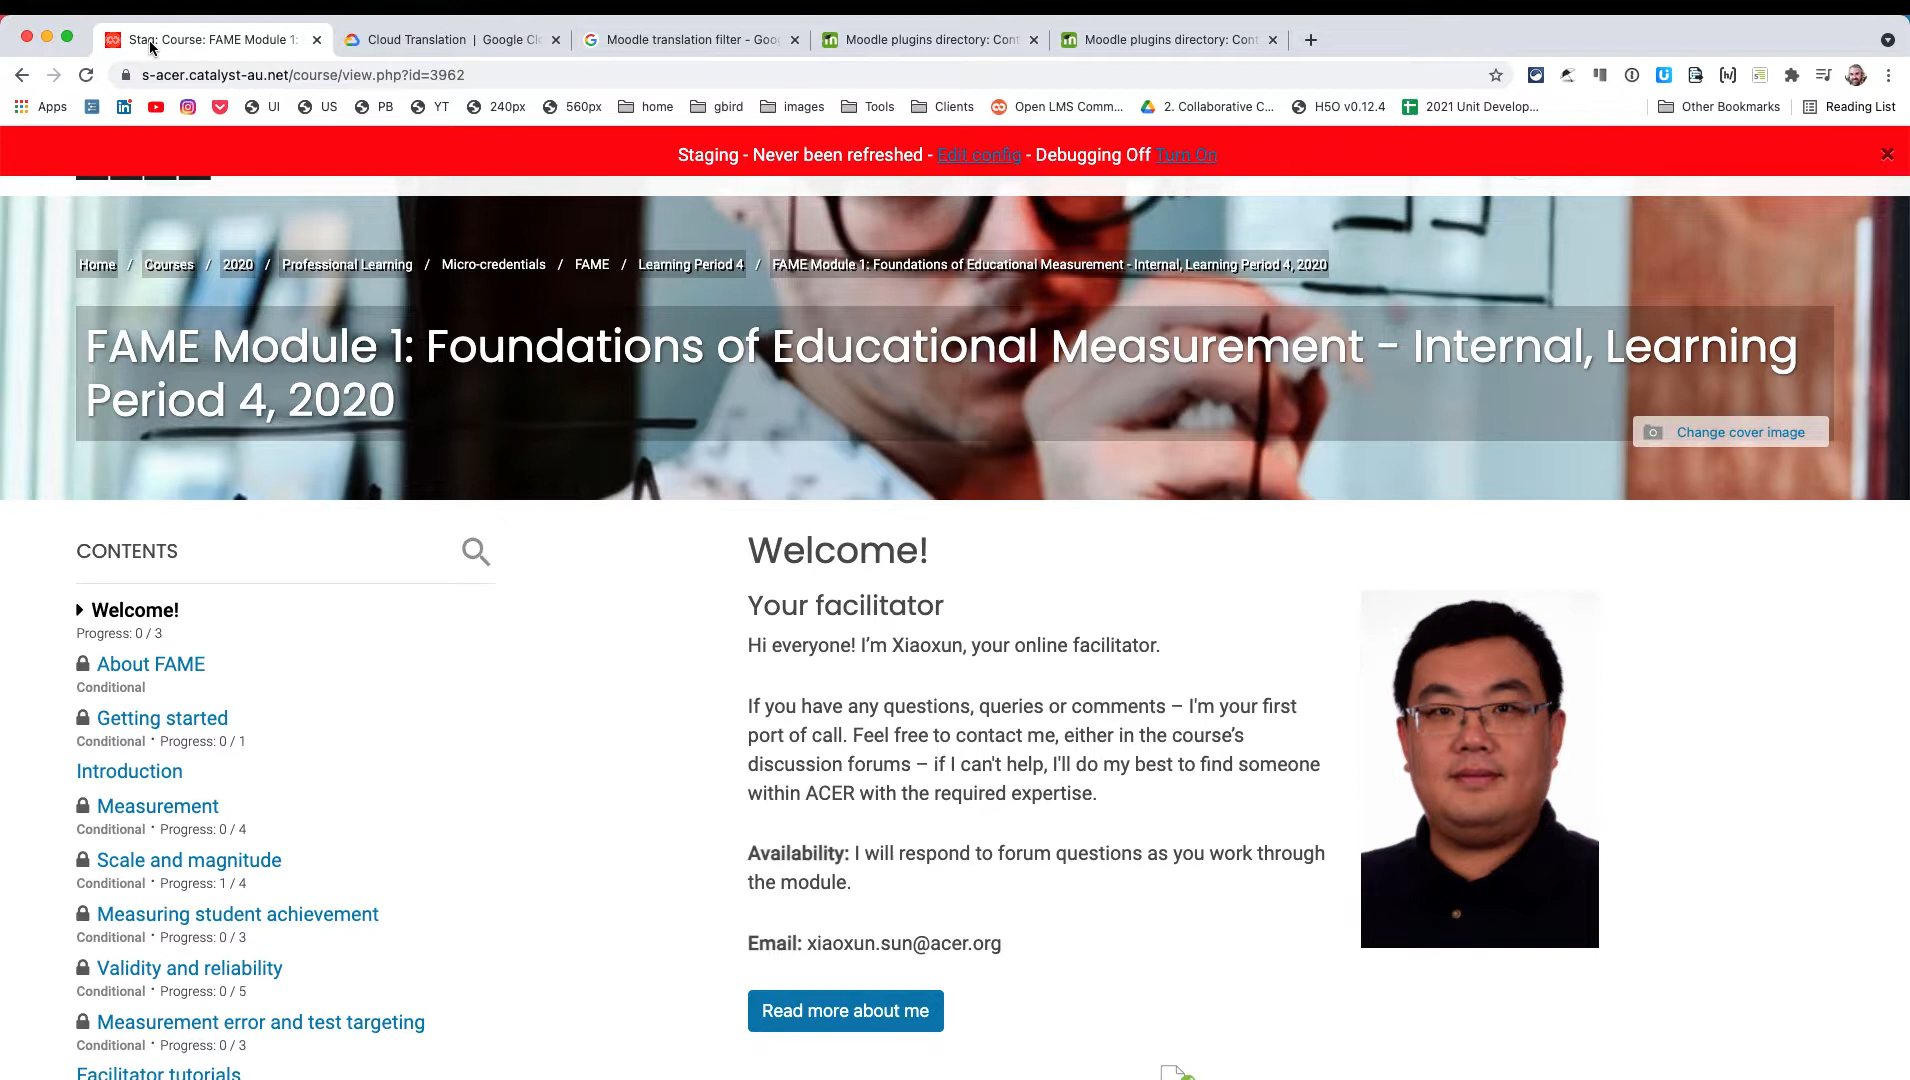 Stag: Course: FAME Module 1:
Cloud Translation | Google Cl
Moodle translation filter - Goo
Moodle plugins directory: Cont
Moodle plugins directory: Cont
s-acer.catalyst-au.net/course/view.php?id=3962
Apps UI US PB YT 240px 560px home gbird images Tools Clients Open LMS Comm... 2. Collaborative C... H5O v0.12.4 2021 Unit Develop... Other Bookmarks Reading List
Staging - Never been refreshed - Edit config - Debugging Off Turn On
Home / Courses / 2020 / Professional Learning / Micro-credentials / FAME / Learning Period 4 / FAME Module 1: Foundations of Educational Measurement - Internal, Learning Period 4, 2020
FAME Module 1: Foundations of Educational Measurement - Internal, Learning
Period 4, 2020
Change cover image
CONTENTS
Welcome!
Progress: 0 / 3
About FAME
Conditional
Getting started
Conditional · Progress: 0 / 1
Introduction
Measurement
Conditional · Progress: 0 / 4
Scale and magnitude
Conditional · Progress: 1 / 4
Measuring student achievement
Conditional · Progress: 0 / 3
Validity and reliability
Conditional · Progress: 0 / 5
Measurement error and test targeting
Conditional · Progress: 0 / 3
Facilitator tutorials
Welcome!
Your facilitator
Hi everyone! I’m Xiaoxun, your online facilitator.
If you have any questions, queries or comments – I'm your first
port of call. Feel free to contact me, either in the course’s
discussion forums – if I can't help, I'll do my best to find someone
within ACER with the required expertise.
Availability: I will respond to forum questions as you work through
the module.
Email: xiaoxun.sun@acer.org
Read more about me